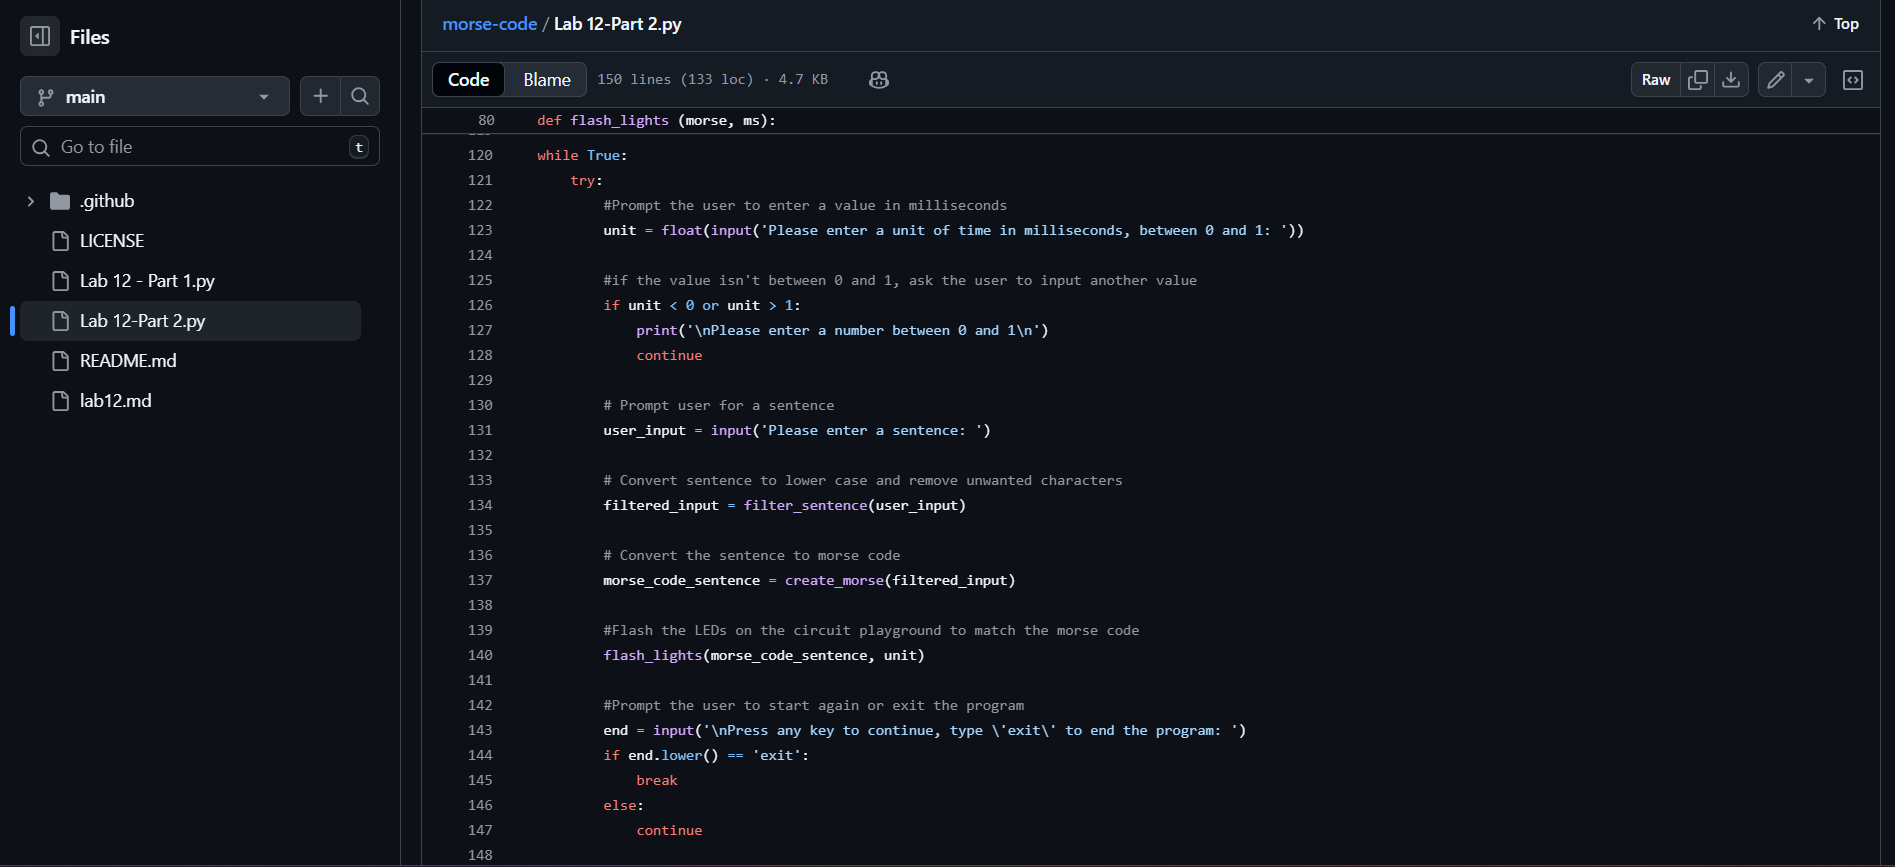 Files
main
Go to file
t
.github
LICENSE
Lab 12 - Part 1.py
Lab 12-Part 2.py
README.md
lab12.md
morse-code / Lab 12-Part 2.py
Top
Code Blame 150 lines (133 loc) · 4.7 KB
Raw
80 def flash_lights (morse, ms):
120 while True:
121 try:
122 #Prompt the user to enter a value in milliseconds
123 unit = float(input('Please enter a unit of time in milliseconds, between 0 and 1: '))
124
125 #if the value isn't between 0 and 1, ask the user to input another value
126 if unit < 0 or unit > 1:
127 print('\nPlease enter a number between 0 and 1\n')
128 continue
129
130 # Prompt user for a sentence
131 user_input = input('Please enter a sentence: ')
132
133 # Convert sentence to lower case and remove unwanted characters
134 filtered_input = filter_sentence(user_input)
135
136 # Convert the sentence to morse code
137 morse_code_sentence = create_morse(filtered_input)
138
139 #Flash the LEDs on the circuit playground to match the morse code
140 flash_lights(morse_code_sentence, unit)
141
142 #Prompt the user to start again or exit the program
143 end = input('\nPress any key to continue, type \'exit\' to end the program: ')
144 if end.lower() == 'exit':
145 break
146 else:
147 continue
148